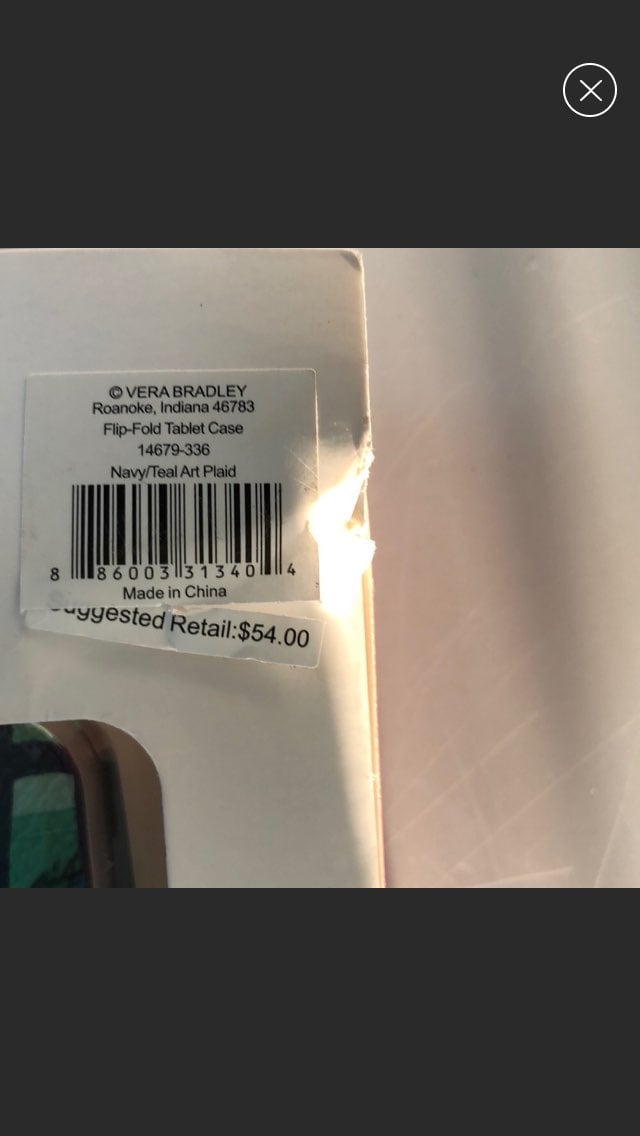 © VERA BRADLEY
Roanoke, Indiana 46783
Flip-Fold Tablet Case
14679-336
Navy/Teal Art Plaid
8 86003 31340 4
Made in China
Suggested Retail:$54.00